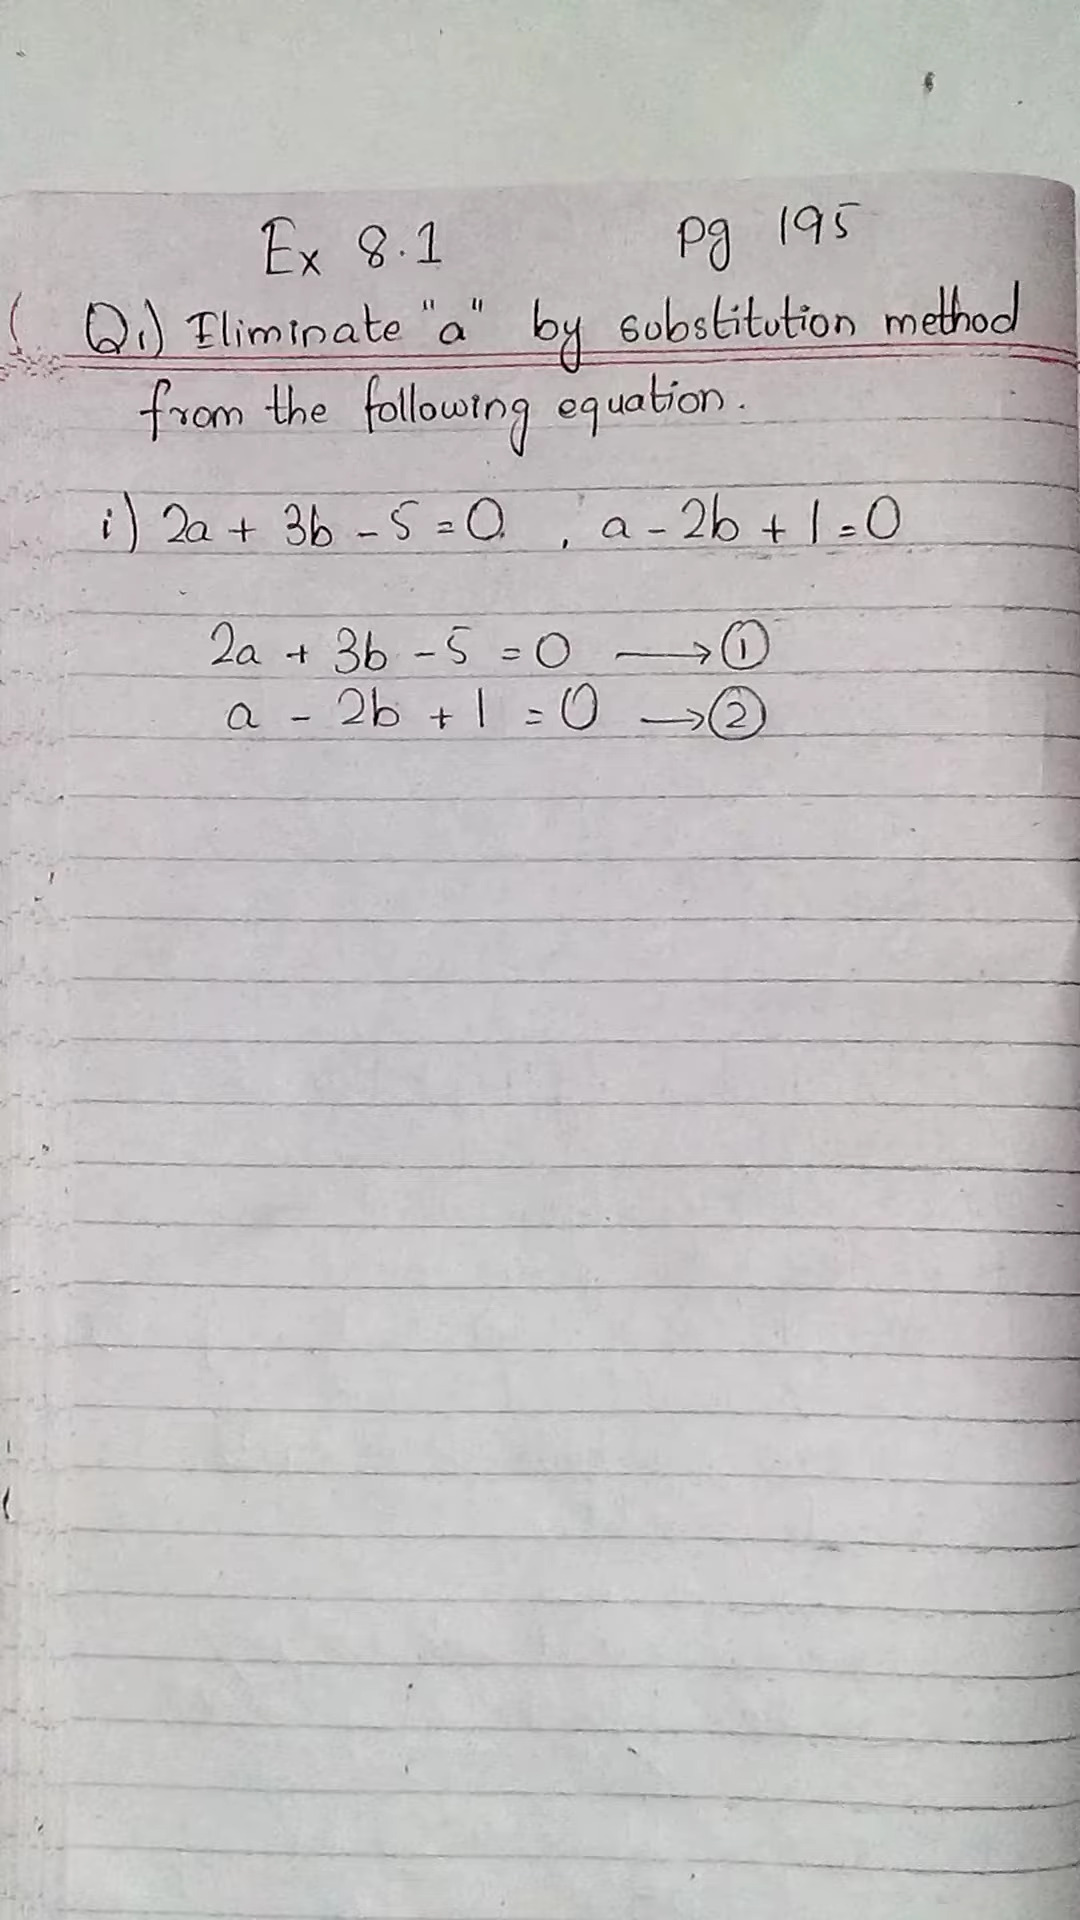 Ex 8.1 pg 195
Q1) Eliminate "a" by substitution method
from the following equation.
i) 2a + 3b - 5 = 0 , a - 2b + 1 = 0
2a + 3b - 5 = 0 ⟶ ①
a - 2b + 1 = 0 ⟶ ②